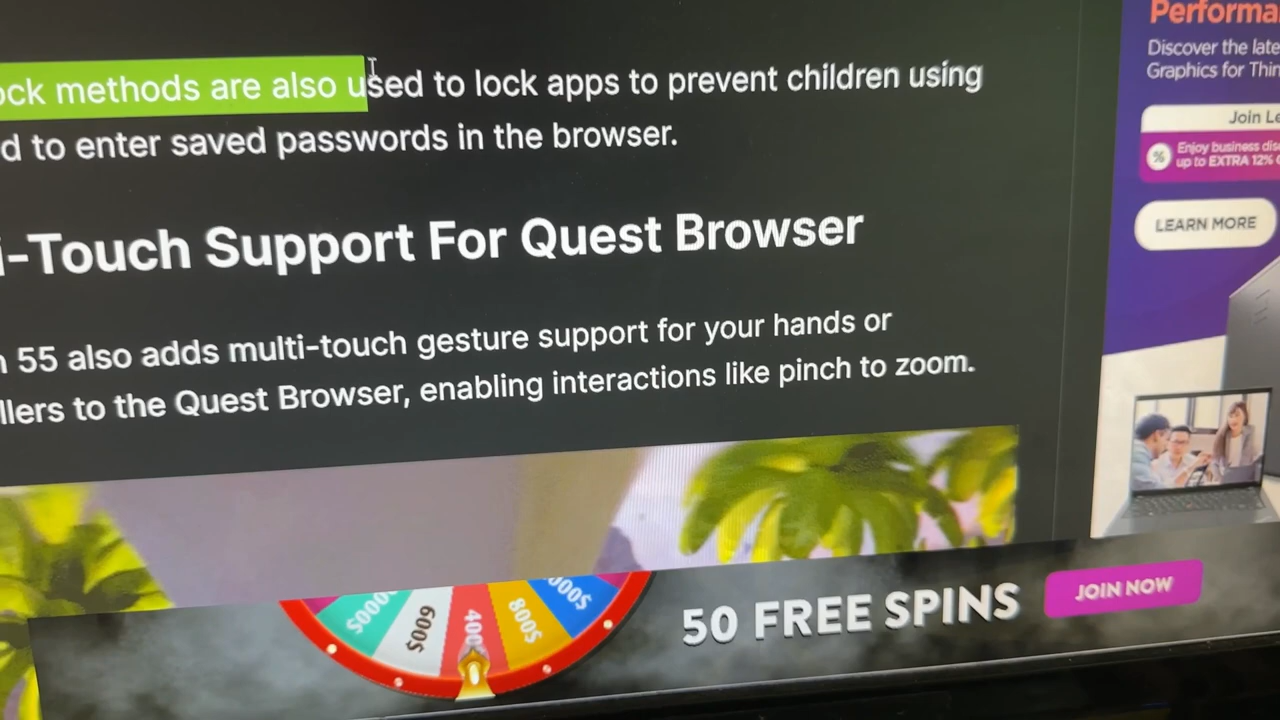 ock methods are also used to lock apps to prevent children using
d to enter saved passwords in the browser.
i-Touch Support For Quest Browser
n 55 also adds multi-touch gesture support for your hands or
llers to the Quest Browser, enabling interactions like pinch to zoom.
Performa
Discover the late
Graphics for Thin
Join Le
% Enjoy business dis
up to EXTRA 12% O
LEARN MORE
600$
400
800$
50 FREE SPINS
JOIN NOW